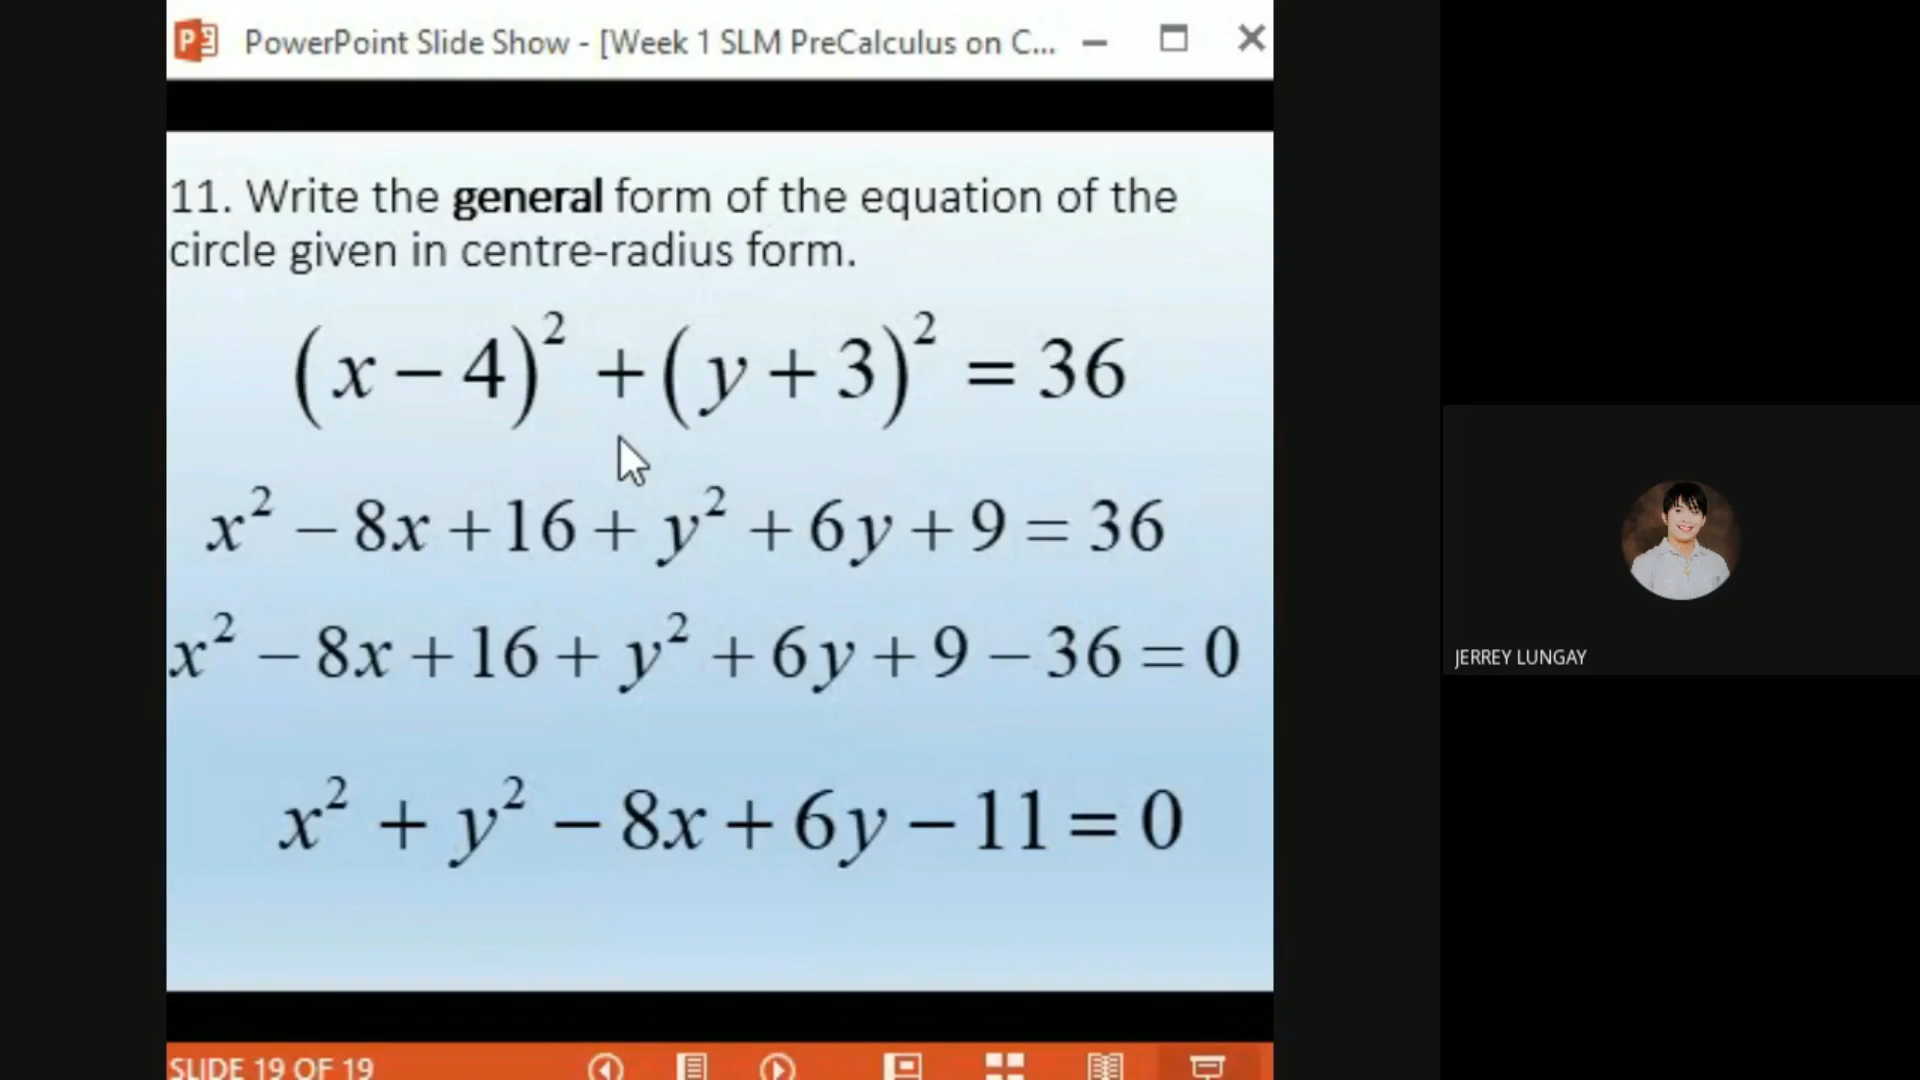 PowerPoint Slide Show - [Week 1 SLM PreCalculus on C...
11. Write the general form of the equation of the
circle given in centre-radius form.
(x − 4)² + (y + 3)² = 36
x² − 8x + 16 + y² + 6y + 9 = 36
x² − 8x + 16 + y² + 6y + 9 − 36 = 0
x² + y² − 8x + 6y − 11 = 0
JERREY LUNGAY
SLIDE 19 OF 19